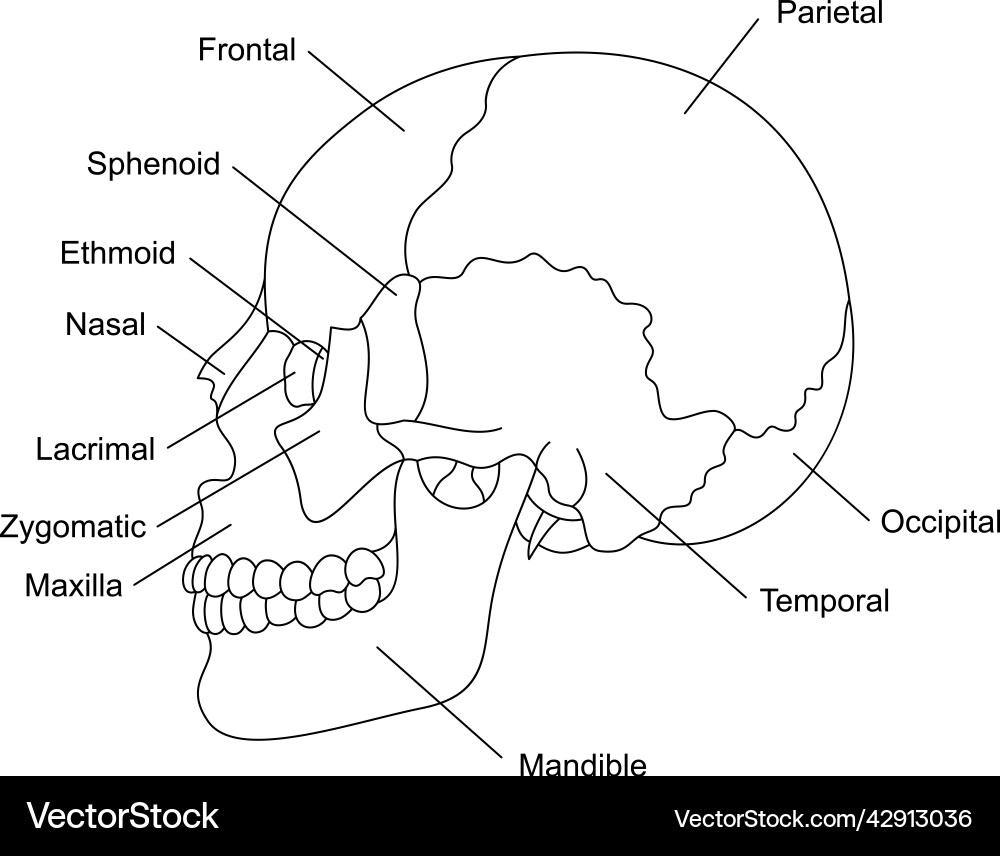 Parietal
Frontal
Sphenoid
Ethmoid
Nasal
Lacrimal
Zygomatic
Occipital
Maxilla
Temporal
Mandible
VectorStock
VectorStock.com/42913036